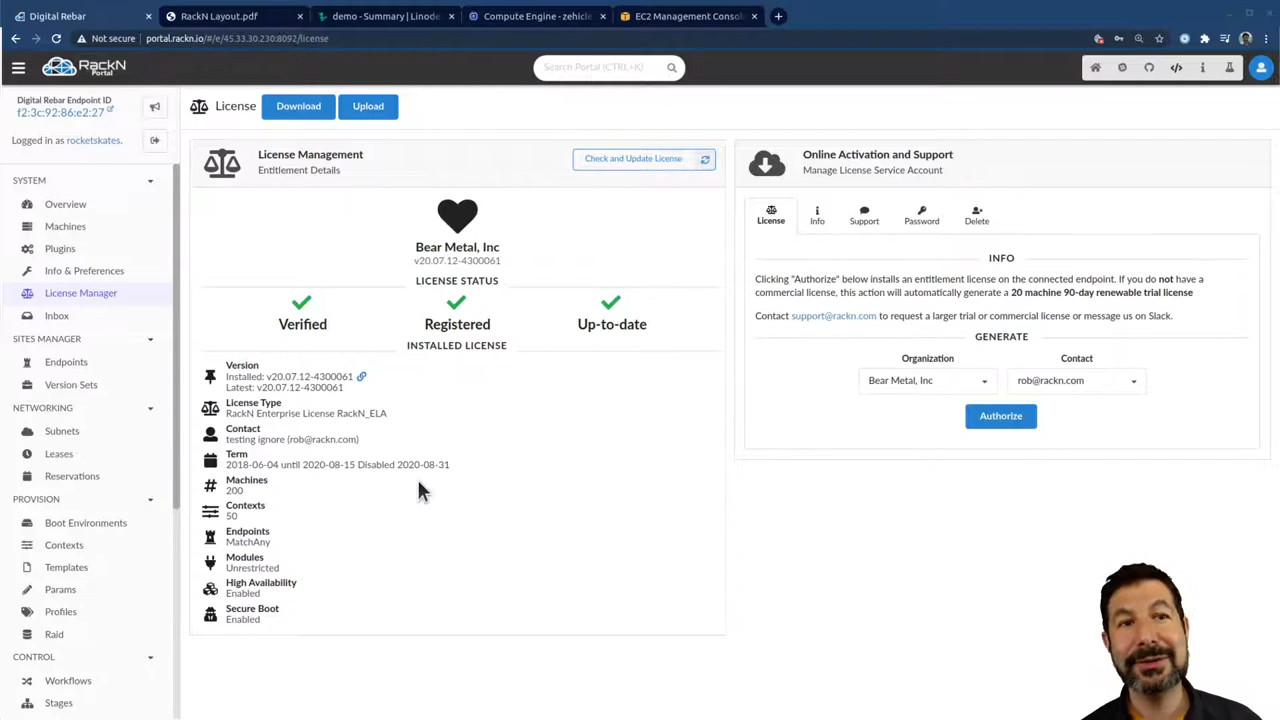 Digital Rebar
RackN Layout.pdf
demo - Summary | Linode
Compute Engine - zehicle
EC2 Management Consol
Not secure
portal.rackn.io/#/e/45.33.30.230:8092/license
RackN
Portal
Search Portal (CTRL+K)
Digital Rebar Endpoint ID
f2:3c:92:86:e2:27
Logged in as rocketskates.
SYSTEM
Overview
Machines
Plugins
Info & Preferences
License Manager
Inbox
SITES MANAGER
Endpoints
Version Sets
NETWORKING
Subnets
Leases
Reservations
PROVISION
Boot Environments
Contexts
Templates
Params
Profiles
Raid
CONTROL
Workflows
Stages
License
Download
Upload
License Management
Entitlement Details
Check and Update License
Bear Metal, Inc
v20.07.12-4300061
LICENSE STATUS
Verified
Registered
Up-to-date
INSTALLED LICENSE
Version
Installed: v20.07.12-4300061
Latest: v20.07.12-4300061
License Type
RackN Enterprise License RackN_ELA
Contact
testing ignore (rob@rackn.com)
Term
2018-06-04 until 2020-08-15 Disabled 2020-08-31
Machines
200
Contexts
50
Endpoints
MatchAny
Modules
Unrestricted
High Availability
Enabled
Secure Boot
Enabled
Online Activation and Support
Manage License Service Account
License
Info
Support
Password
Delete
INFO
Clicking "Authorize" below installs an entitlement license on the connected endpoint. If you do not have a
commercial license, this action will automatically generate a 20 machine 90-day renewable trial license
Contact support@rackn.com to request a larger trial or commercial license or message us on Slack.
GENERATE
Organization
Contact
Bear Metal, Inc
rob@rackn.com
Authorize